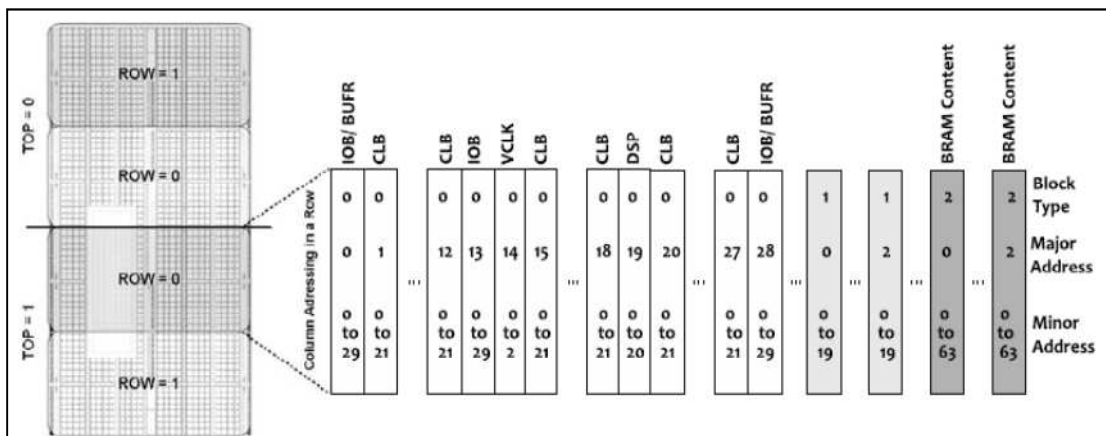 TOP = 0
TOP = 1
ROW = 1
ROW = 0
ROW = 0
ROW = 1
Column Adressing in a Row
IOB/ BUFR
CLB
CLB
IOB
VCLK
CLB
CLB
DSP
CLB
CLB
IOB/ BUFR
BRAM Content
BRAM Content
0 0 0 0 0 0 0 0 0 0 0 1 1 2 2
Block
Type
0 1 ... 12 13 14 15 ... 18 19 20 ... 27 28 ... 0 ... 2 ... 0 ... 2
Major
Address
0 0 0 0 0 0 0 0 0 0 0 0 0 0 0
to to to to to to to to to to to to to to to
29 21 21 29 2 21 21 20 21 21 29 19 19 63 63
Minor
Address